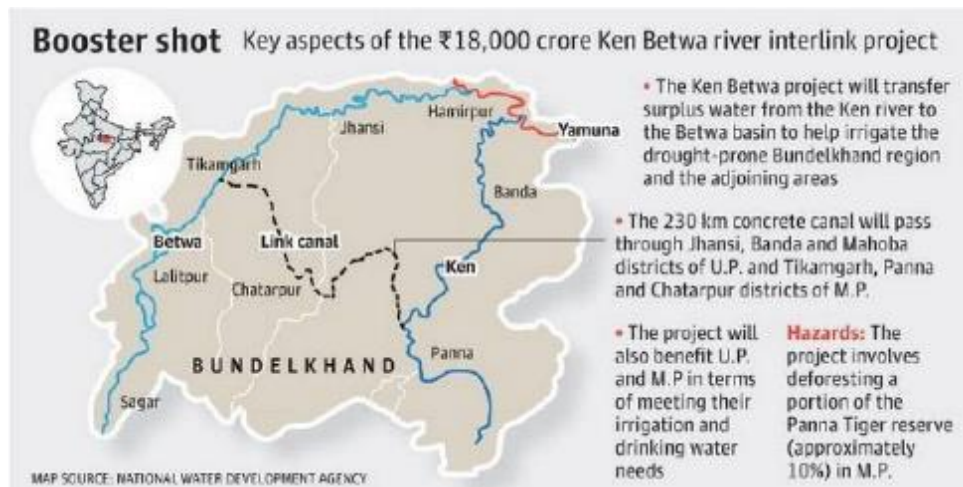 Booster shot Key aspects of the ₹18,000 crore Ken Betwa river interlink project
Hamirpur
Jhansi
Yamuna
Tikamgarh
Banda
Betwa
Link canal
Ken
Lalitpur
Chatarpur
Panna
BUNDELKHAND
Sagar
MAP SOURCE: NATIONAL WATER DEVELOPMENT AGENCY
• The Ken Betwa project will transfer
surplus water from the Ken river to
the Betwa basin to help irrigate the
drought-prone Bundelkhand region
and the adjoining areas
• The 230 km concrete canal will pass
through Jhansi, Banda and Mahoba
districts of U.P. and Tikamgarh, Panna
and Chatarpur districts of M.P.
• The project will
also benefit U.P.
and M.P in terms
of meeting their
irrigation and
drinking water
needs
Hazards: The
project involves
deforesting a
portion of the
Panna Tiger reserve
(approximately
10%) in M.P.